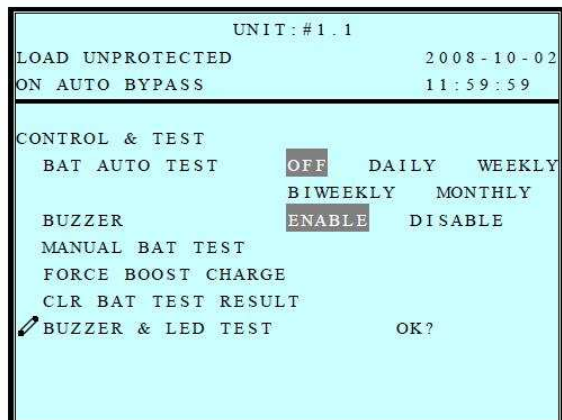 UNIT:#1.1
LOAD UNPROTECTED 2008-10-02
ON AUTO BYPASS 11:59:59
CONTROL & TEST
BAT AUTO TEST OFF DAILY WEEKLY
BIWEEKLY MONTHLY
BUZZER ENABLE DISABLE
MANUAL BAT TEST
FORCE BOOST CHARGE
CLR BAT TEST RESULT
BUZZER & LED TEST OK?